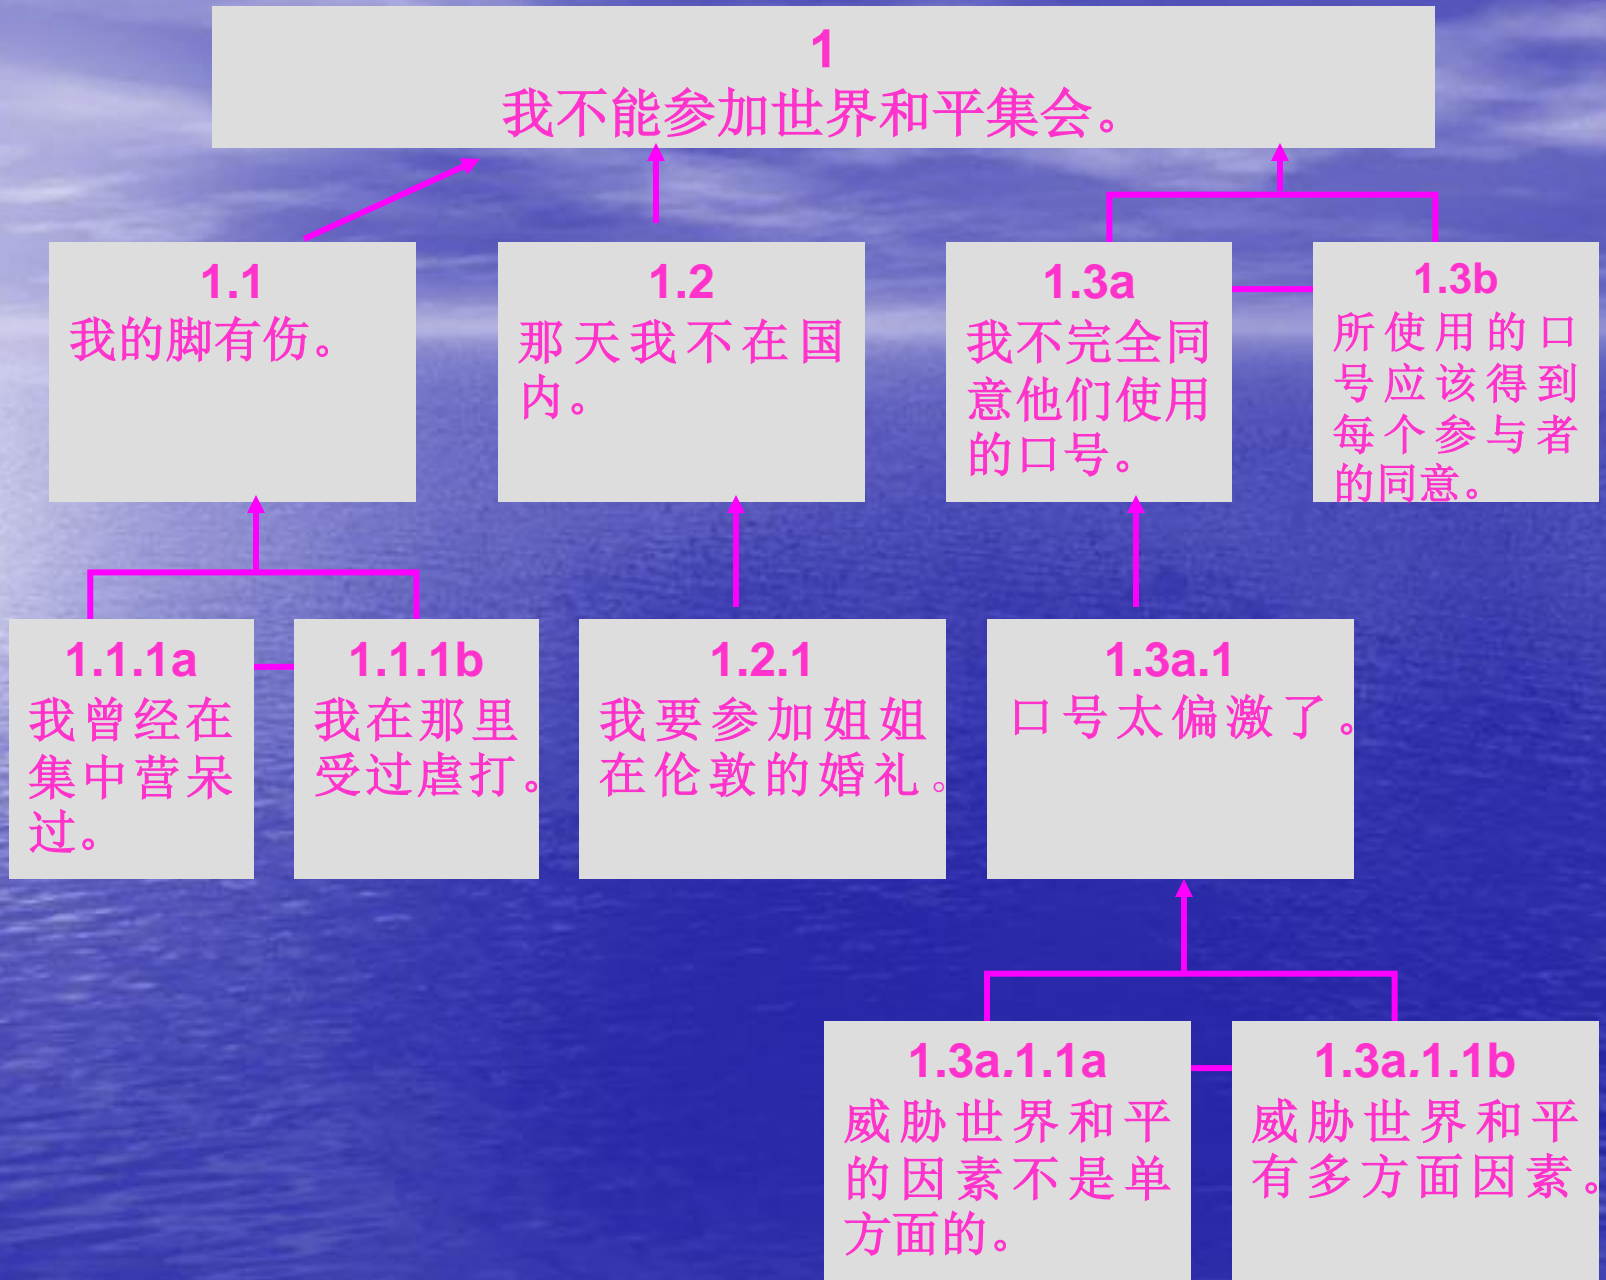 1
我不能参加世界和平集会。
1.1
我的脚有伤。
1.2
那天我不在国
内。
1.3a
我不完全同
意他们使用
的口号。
1.3b
所使用的口
号应该得到
每个参与者
的同意。
1.1.1a
我曾经在
集中营呆
过。
1.1.1b
我在那里
受过虐打。
1.2.1
我要参加姐姐
在伦敦的婚礼。
1.3a.1
口号太偏激了。
1.3a.1.1a
威胁世界和平
的因素不是单
方面的。
1.3a.1.1b
威胁世界和平
有多方面因素。